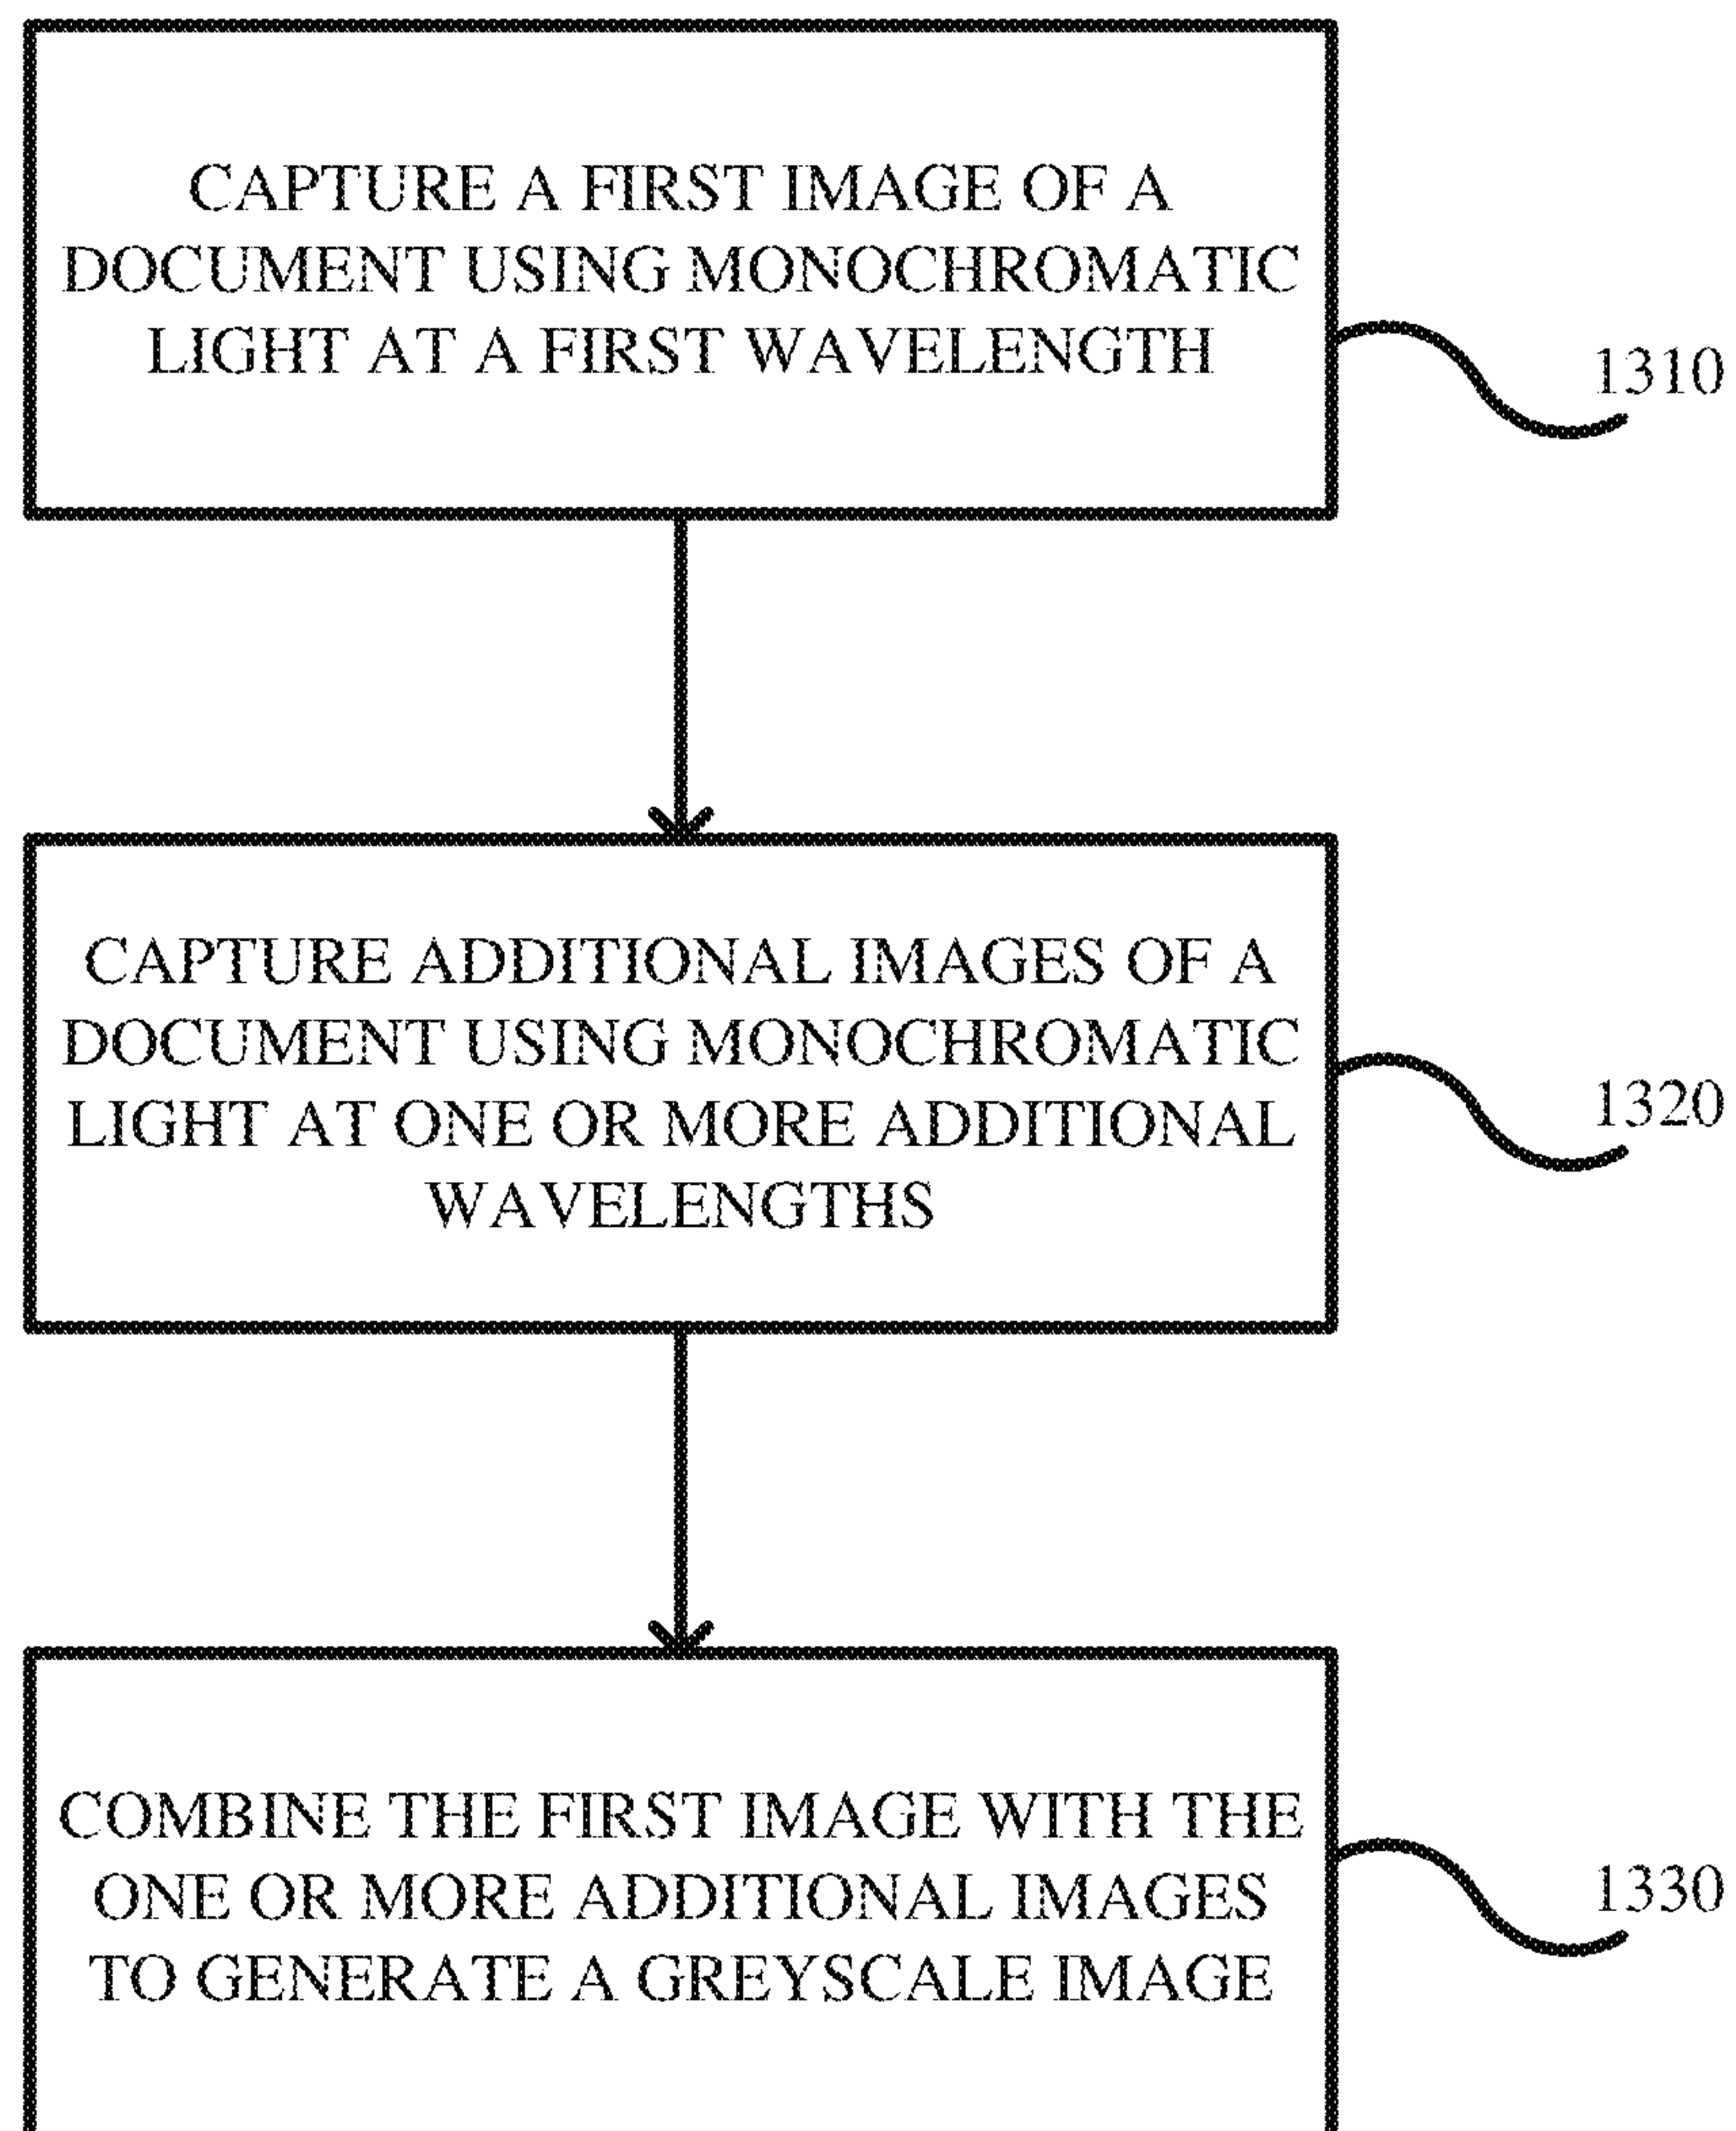 CAPTURE A FIRST IMAGE OF A
DOCUMENT USING MONOCHROMATIC
LIGHT AT A FIRST WAVELENGTH
1310
CAPTURE ADDITIONAL IMAGES OF A
DOCUMENT USING MONOCHROMATIC
LIGHT AT ONE OR MORE ADDITIONAL
WAVELENGTHS
1320
COMBINE THE FIRST IMAGE WITH THE
ONE OR MORE ADDITIONAL IMAGES
TO GENERATE A GREYSCALE IMAGE
1330